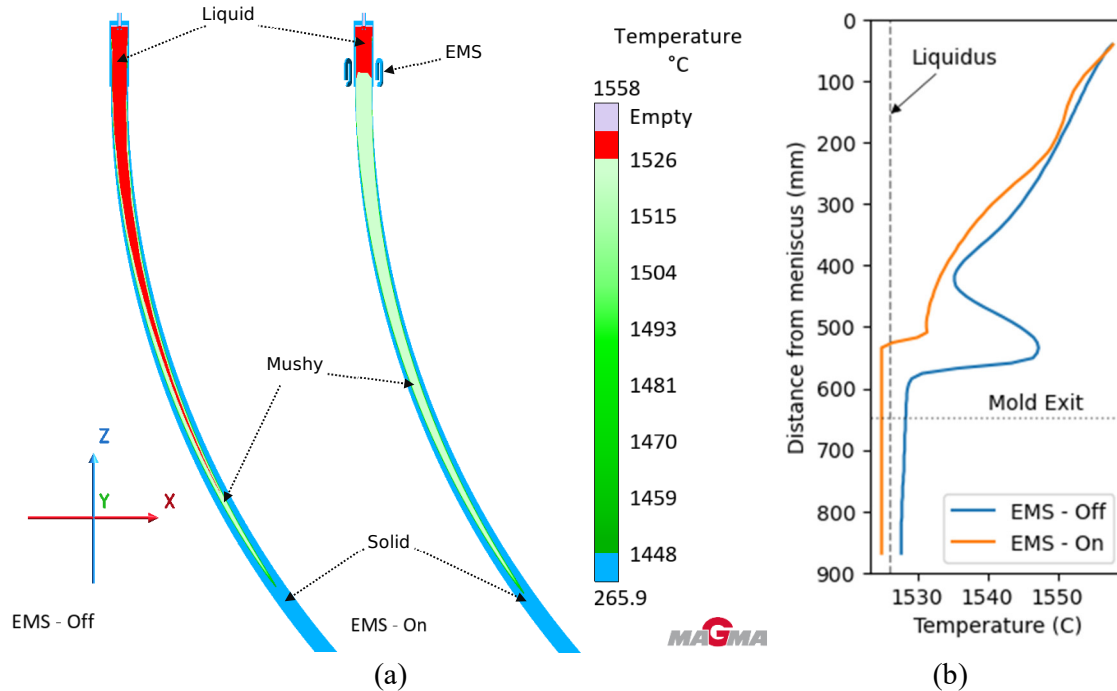 Liquid
EMS
Temperature
°C
1558
Empty
1526
1515
1504
1493
1481
1470
1459
1448
265.9
Mushy
Solid
Z
Y
X
EMS - Off
EMS - On
MAGMA
(a)
0
100
200
300
400
500
600
700
800
900
Distance from meniscus (mm)
Liquidus
Mold Exit
EMS - Off
EMS - On
1530
1540
1550
Temperature (C)
(b)